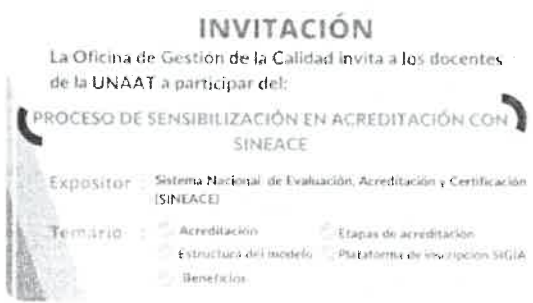 INVITACIÓN
La Oficina de Gestión de la Calidad invita a los docentes
de la UNAAT a participar del:
PROCESO DE SENSIBILIZACIÓN EN ACREDITACIÓN CON
SINEACE
Expositor : Sistema Nacional de Evaluación, Acreditación y Certificación
(SINEACE)
Temario : Acreditación Etapas de acreditación
Estructura del modelo Plataforma de inscripción SIGIA
Beneficios